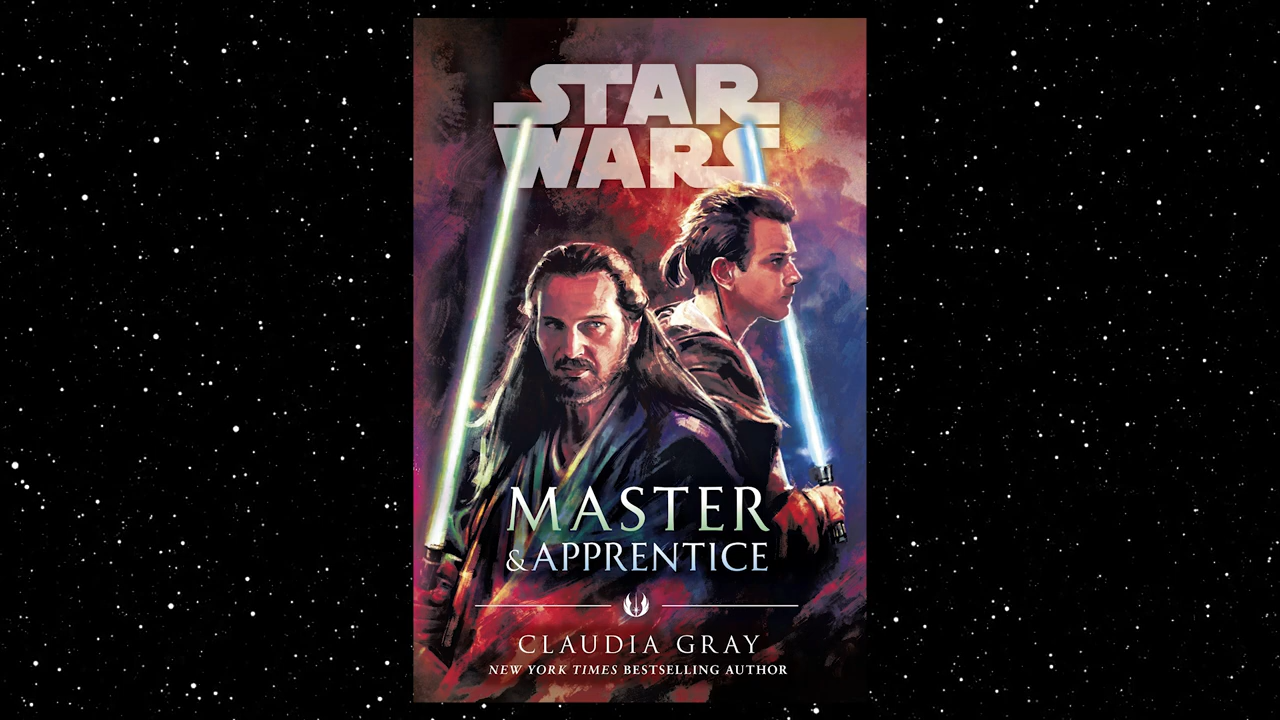 STAR
WARS
MASTER
& APPRENTICE
CLAUDIA GRAY
NEW YORK TIMES BESTSELLING AUTHOR